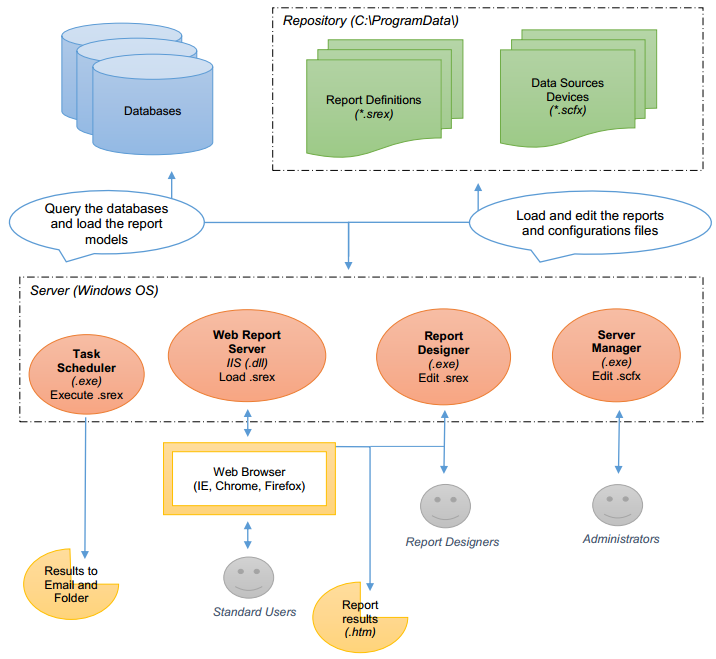 Repository (C:\ProgramData\)
Databases
Report Definitions
(*.srex)
Data Sources
Devices
(*.scfx)
Query the databases
and load the report
models
Load and edit the reports
and configurations files
Server (Windows OS)
Task
Scheduler
(.exe)
Execute .srex
Web Report
Server
IIS (.dll)
Load .srex
Report
Designer
(.exe)
Edit .srex
Server
Manager
(.exe)
Edit .scfx
Web Browser
(IE, Chrome, Firefox)
Report Designers
Administrators
Results to
Email and
Folder
Standard Users
Report
results
(.htm)